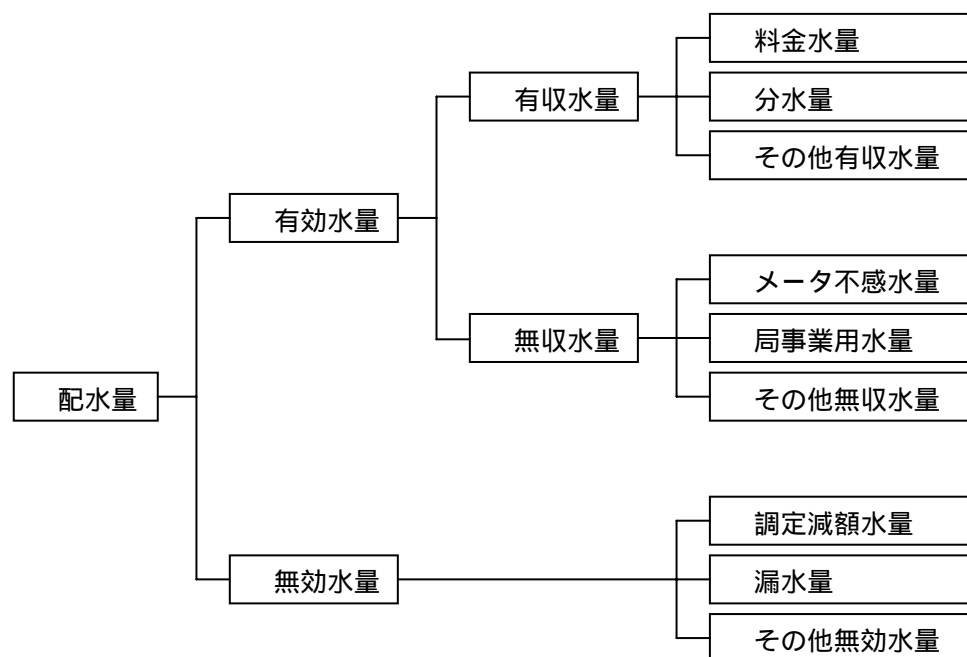 料金水量
有収水量
分水量
その他有収水量
有効水量
メータ不感水量
無収水量
局事業用水量
その他無収水量
配水量
調定減額水量
無効水量
漏水量
その他無効水量